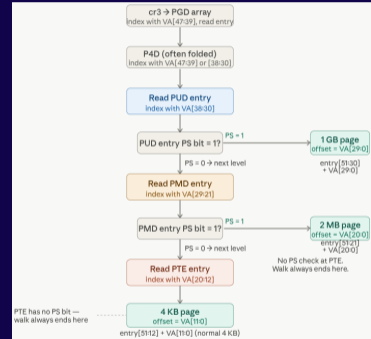 cr3 → PGD array
index with VA[47:39], read entry
P4D (often folded)
index with VA[47:39] or [38:30]
Read PUD entry
index with VA[38:30]
PUD entry PS bit = 1?
PS = 1
1 GB page
offset = VA[29:0]
entry[51:30]
+ VA[29:0]
PS = 0 → next level
Read PMD entry
index with VA[29:21]
PMD entry PS bit = 1?
PS = 1
2 MB page
offset = VA[20:0]
entry[51:21]
+ VA[20:0]
PS = 0 → next level
No PS check at PTE.
Walk always ends here.
Read PTE entry
index with VA[20:12]
PTE has no PS bit —
walk always ends here
4 KB page
offset = VA[11:0]
entry[51:12] + VA[11:0] (normal 4 KB)